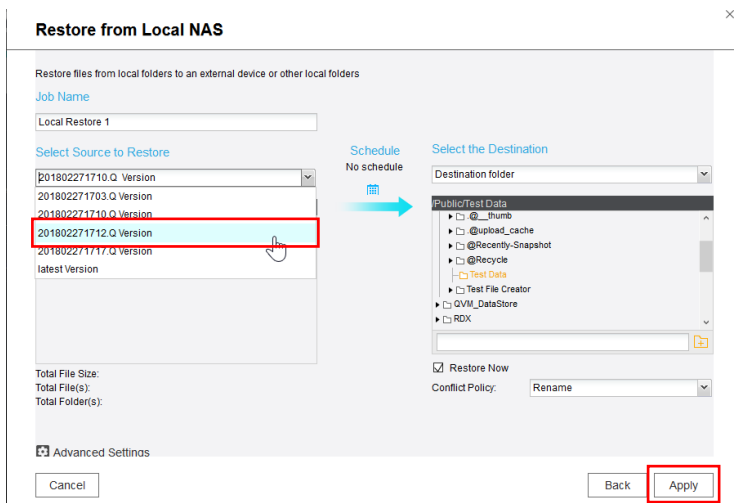 Restore from Local NAS
Restore files from local folders to an external device or other local folders
Job Name
Local Restore 1
Select Source to Restore
201802271710.Q Version
201802271703.Q Version
201802271710.Q Version
201802271712.Q Version
201802271717.Q Version
latest Version
Total File Size:
Total File(s):
Total Folder(s):
Schedule
No schedule
Select the Destination
Destination folder
/Public/Test Data
.@__thumb
.@upload_cache
@Recently-Snapshot
@Recycle
Test Data
Test File Creator
QVM_DataStore
RDX
Restore Now
Conflict Policy: Rename
Advanced Settings
Cancel
Back
Apply